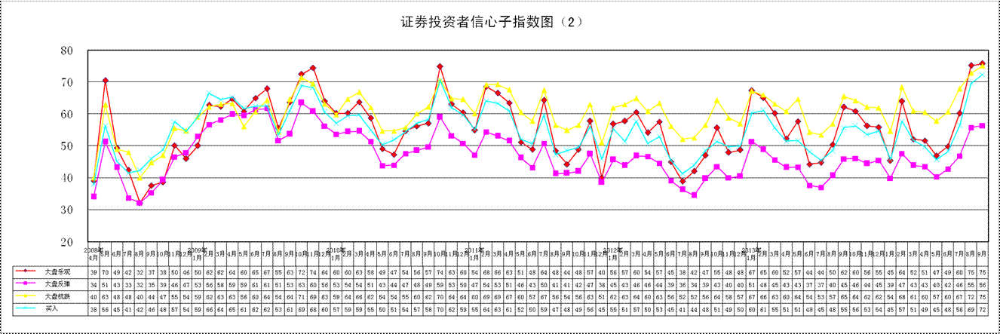 证券投资者信心子指数图（2）
80
70
60
50
40
30
20
2008年4月 5月 6月 7月 8月 9月 10月 11月 12月 2009年1月 2月 3月 4月 5月 6月 7月 8月 9月 10月 11月 12月 2010年1月 2月 3月 4月 5月 6月 7月 8月 9月 10月 11月 12月 2011年1月 2月 3月 4月 5月 6月 7月 8月 9月 10月 11月 12月 2012年1月 2月 3月 4月 5月 6月 7月 8月 9月 10月 11月 12月 2013年1月 2月 3月 4月 5月 6月 7月 8月 9月 10月 11月 12月 1月 2月 3月 4月 5月 6月 7月 8月 9月
大盘乐观 39 70 49 42 32 37 38 50 46 50 62 62 64 60 65 67 55 63 72 74 64 60 60 63 58 49 47 54 56 57 74 63 60 54 68 66 63 51 48 64 48 44 48 57 40 56 57 60 54 57 45 38 42 47 55 48 48 67 65 60 52 57 44 44 50 62 60 56 55 45 64 52 51 47 49 60 75 75
大盘反弹 34 51 43 33 32 35 39 46 47 53 56 58 59 59 61 61 51 53 63 60 56 53 54 54 51 43 44 47 48 49 59 53 50 47 54 53 51 46 43 50 41 41 42 47 38 45 43 46 46 44 39 36 34 39 43 40 40 51 48 45 43 43 37 37 40 45 45 44 45 39 47 43 43 40 42 46 55 56
大盘抗跌 40 63 48 48 40 44 47 55 54 59 62 63 63 56 60 64 54 64 71 69 63 59 64 66 62 54 54 55 60 62 70 64 64 60 69 69 67 60 57 67 56 54 56 63 51 62 63 64 60 63 56 52 52 56 64 58 57 67 66 63 60 64 54 53 57 65 64 62 62 54 68 61 60 57 60 67 72 75
买入 38 56 45 41 42 46 48 57 54 59 66 64 65 61 62 62 53 61 69 68 60 57 59 59 55 50 51 54 57 58 70 62 59 55 64 63 61 52 50 59 47 48 49 56 45 55 51 57 50 53 45 41 44 48 51 50 50 60 61 55 51 51 48 45 48 55 56 53 54 45 57 51 49 45 48 56 69 72